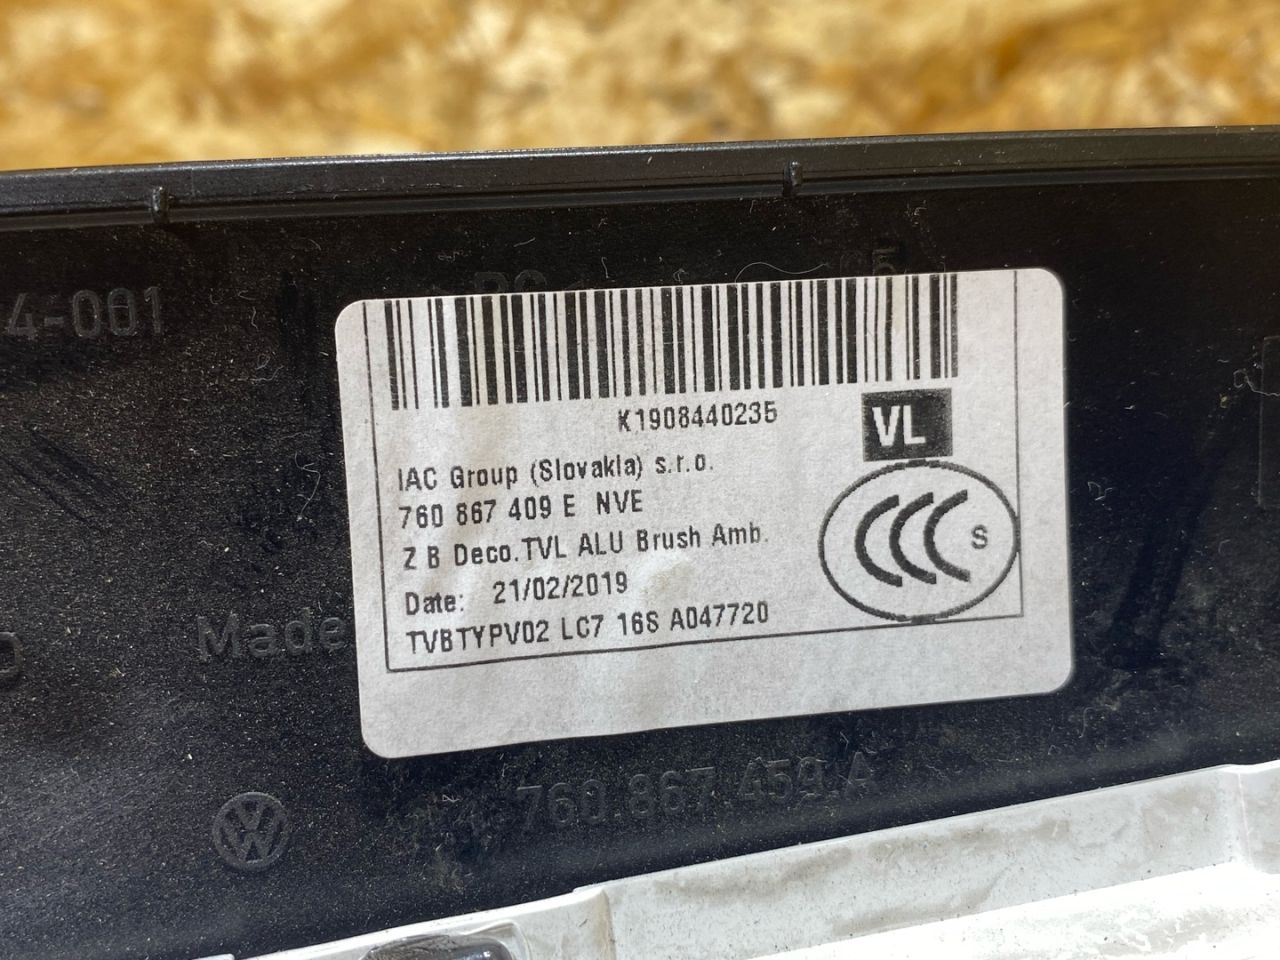 4-001
K1908440235
VL
IAC Group (Slovakia) s.r.o.
760 867 409 E NVE
Z B Deco.TVL ALU Brush Amb.
S
Date: 21/02/2019
TVBTYPV02 LC7 16S A047720
Made
760.867.459.A